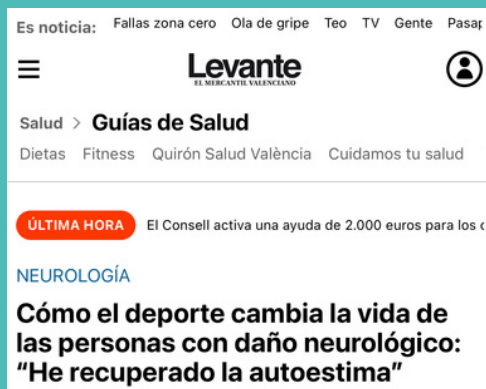 Es noticia: Fallas zona cero Ola de gripe Teo TV Gente
Levante
EL MERCANTIL VALENCIANO
Salud > Guías de Salud
Dietas Fitness Quirón Salud València Cuidamos tu salud
ÚLTIMA HORA El Consell activa una ayuda de 2.000 euros para los
NEUROLOGÍA
Cómo el deporte cambia la vida de
las personas con daño neurológico:
“He recuperado la autoestima”